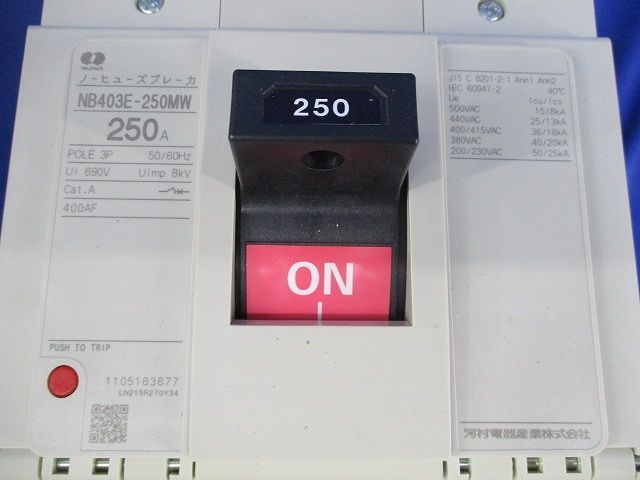 ノーヒューズブレーカ
NB403E-250MW
250A
POLE 3P 50/60Hz
Ui 690V Uimp 8kV
Cat.A
400AF
PUSH TO TRIP
1105183677
LN215R270Y34
250
ON
JIS C 8201-2-1 Ann1 Ann2
IEC 60947-2 40℃
Ue Icu/Ics
500VAC 15/8kA
440VAC 25/13kA
400/415VAC 36/18kA
380VAC 40/20kA
200/230VAC 50/25kA
河村電器産業株式会社